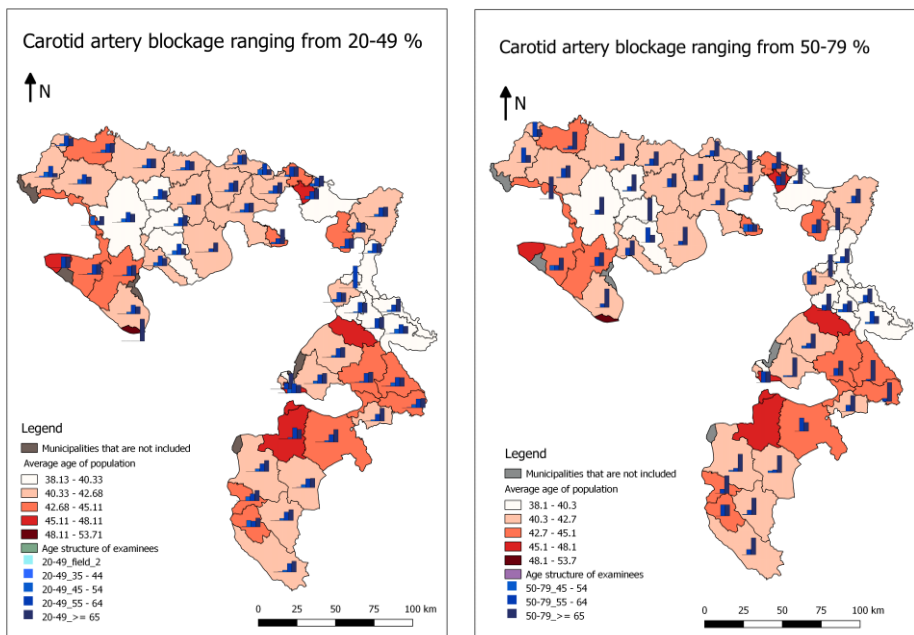 Carotid artery blockage ranging from 20-49 %
N
Legend
Municipalities that are not included
Average age of population
38.13 - 40.33
40.33 - 42.68
42.68 - 45.11
45.11 - 48.11
48.11 - 53.71
Age structure of examinees
20-49_field_2
20-49_35 - 44
20-49_45 - 54
20-49_55 - 64
20-49_>= 65
0 25 50 75 100 km
Carotid artery blockage ranging from 50-79 %
N
Legend
Municipalities that are not included
Average age of population
38.1 - 40.3
40.3 - 42.7
42.7 - 45.1
45.1 - 48.1
48.1 - 53.7
Age structure of examinees
50-79_45 - 54
50-79_55 - 64
50-79_>= 65
0 25 50 75 100 km